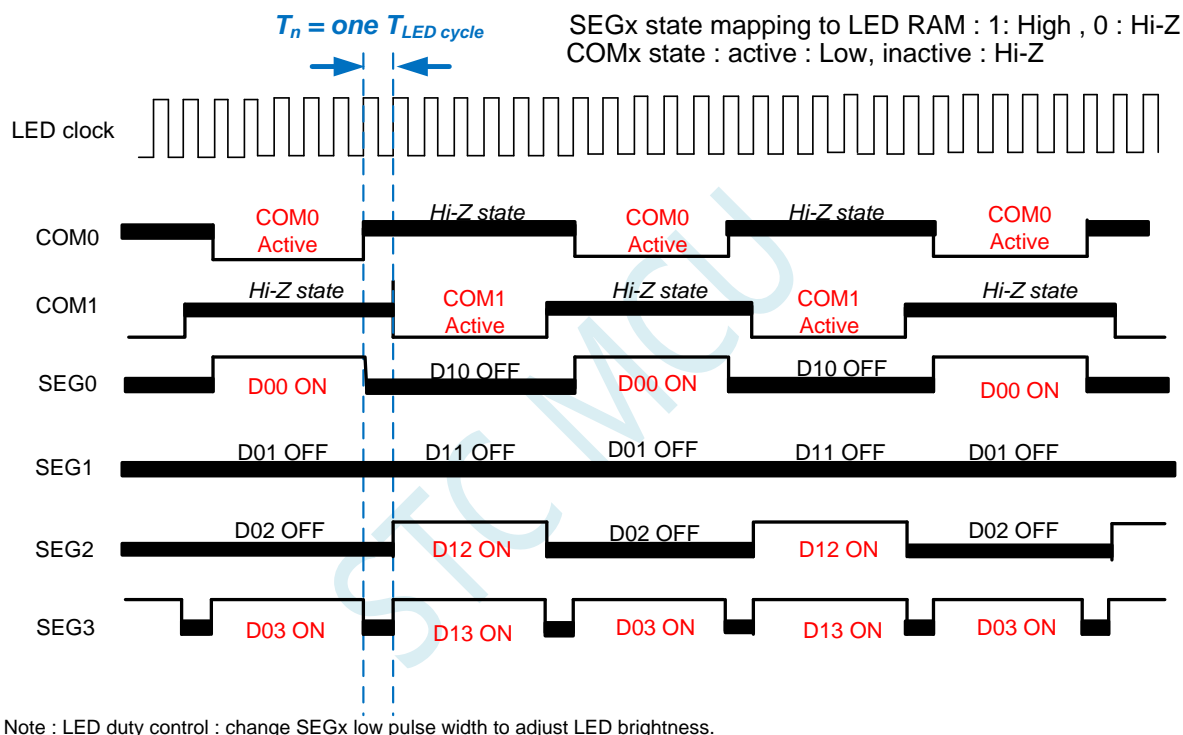 Tn = one TLED cycle
SEGx state mapping to LED RAM : 1: High , 0 : Hi-Z
COMx state : active : Low, inactive : Hi-Z
LED clock
COM0
COM0 Active
Hi-Z state
COM0 Active
Hi-Z state
COM0 Active
COM1
Hi-Z state
COM1 Active
Hi-Z state
COM1 Active
Hi-Z state
SEG0
D00 ON
D10 OFF
D00 ON
D10 OFF
D00 ON
SEG1
D01 OFF
D11 OFF
D01 OFF
D11 OFF
D01 OFF
SEG2
D02 OFF
D12 ON
D02 OFF
D12 ON
D02 OFF
SEG3
D03 ON
D13 ON
D03 ON
D13 ON
D03 ON
STC MCU
Note : LED duty control : change SEGx low pulse width to adjust LED brightness.